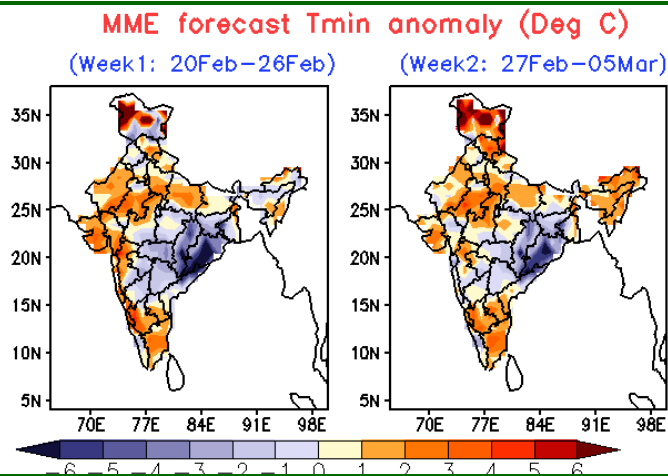 MME forecast Tmin anomaly (Deg C)
(Week1: 20Feb−26Feb)
(Week2: 27Feb−05Mar)
35N
30N
25N
20N
15N
10N
5N
70E 77E 84E 91E 98E
35N
30N
25N
20N
15N
10N
5N
70E 77E 84E 91E 98E
−6 −5 −4 −3 −2 −1 0 1 2 3 4 5 6